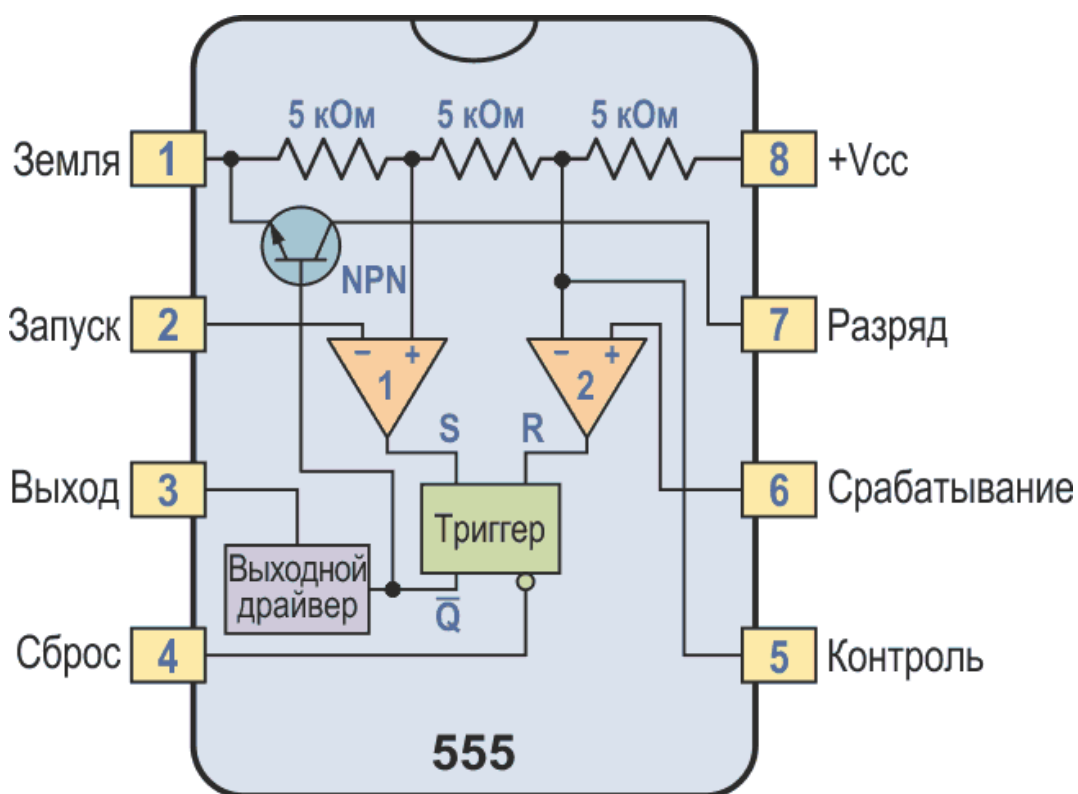 5 кОм 5 кОм 5 кОм
Земля 1
8 +Vcc
NPN
Запуск 2
7 Разряд
− + 1
− + 2
S R
Выход 3
6 Срабатывание
Триггер
Выходной
драйвер
Q̅
Сброс 4
5 Контроль
555